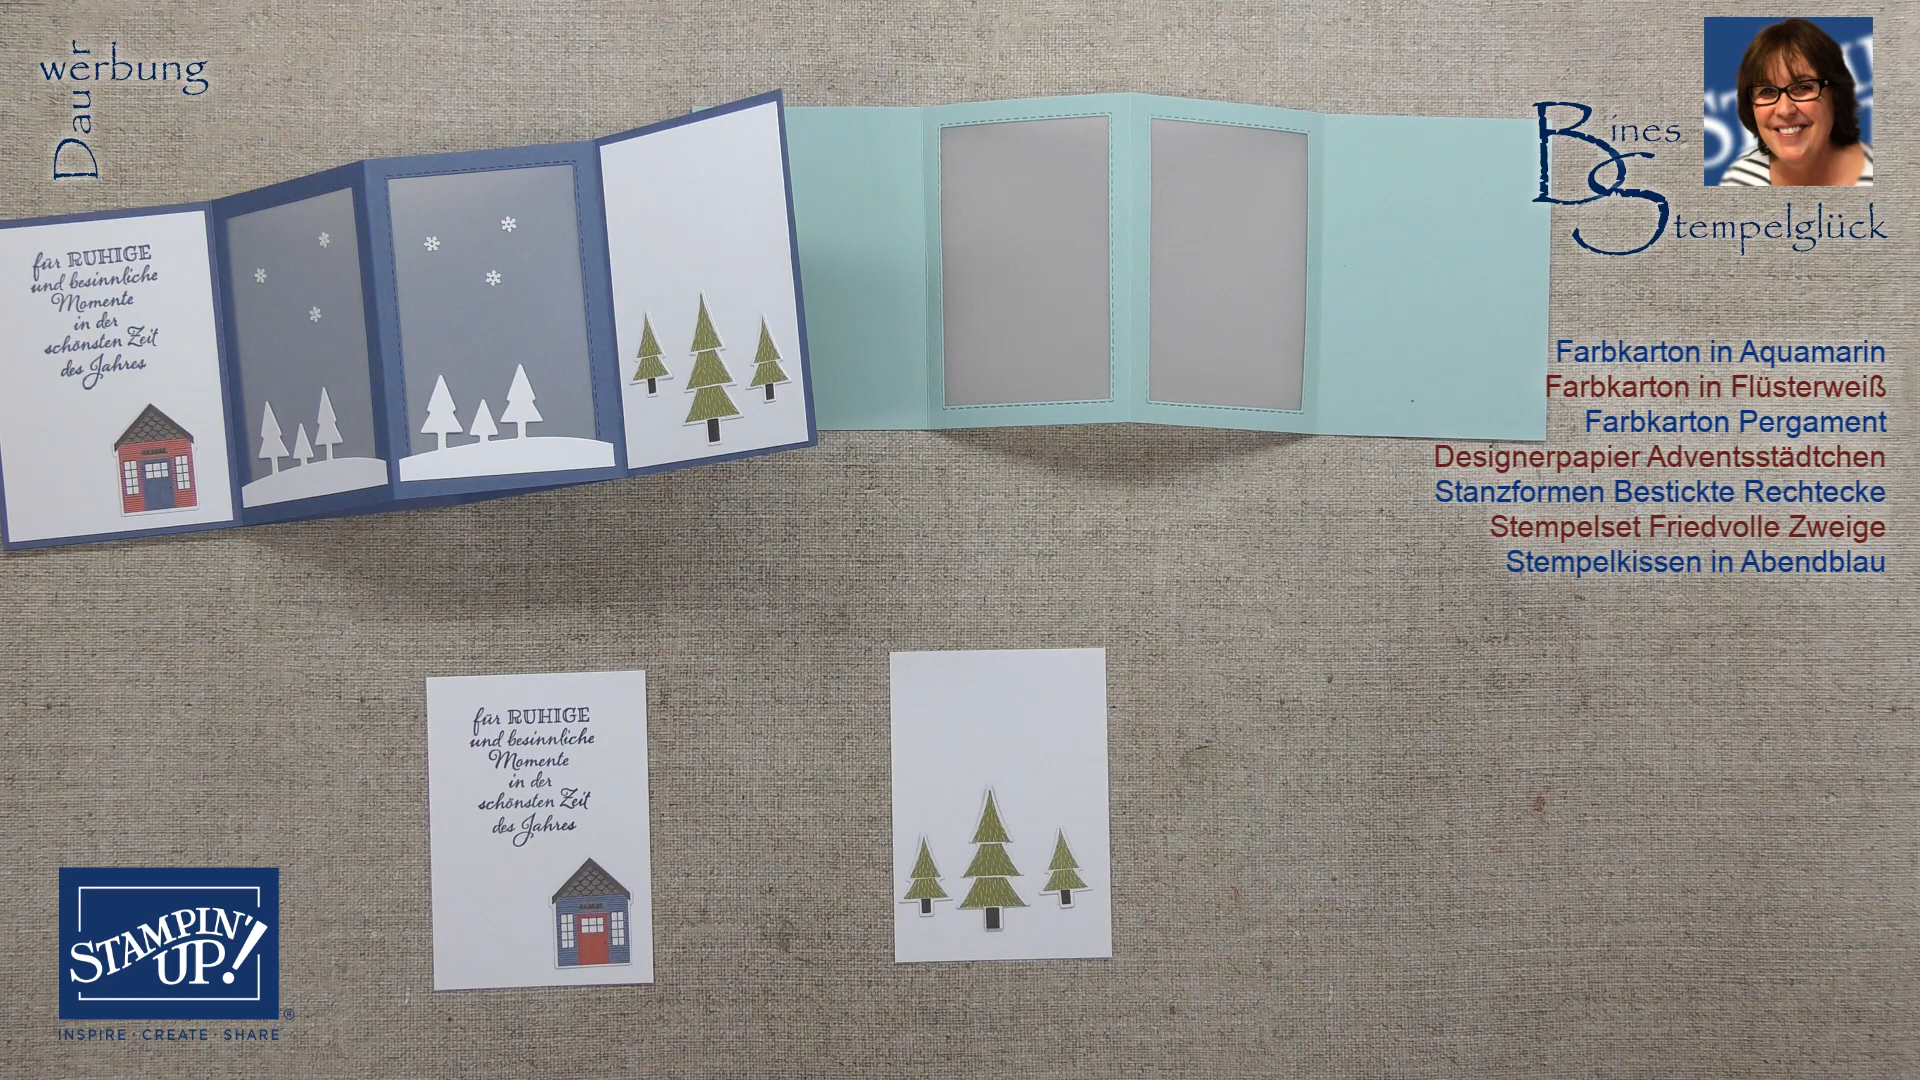 Dauerwerbung
Bines
Stempelglück
für RUHIGE
und besinnliche
Momente
in der
schönsten Zeit
des Jahres
Farbkarton in Aquamarin
Farbkarton in Flüsterweiß
Farbkarton Pergament
Designerpapier Adventsstädtchen
Stanzformen Bestickte Rechtecke
Stempelset Friedvolle Zweige
Stempelkissen in Abendblau
für RUHIGE
und besinnliche
Momente
in der
schönsten Zeit
des Jahres
STAMPIN'
UP!®
INSPIRE · CREATE · SHARE